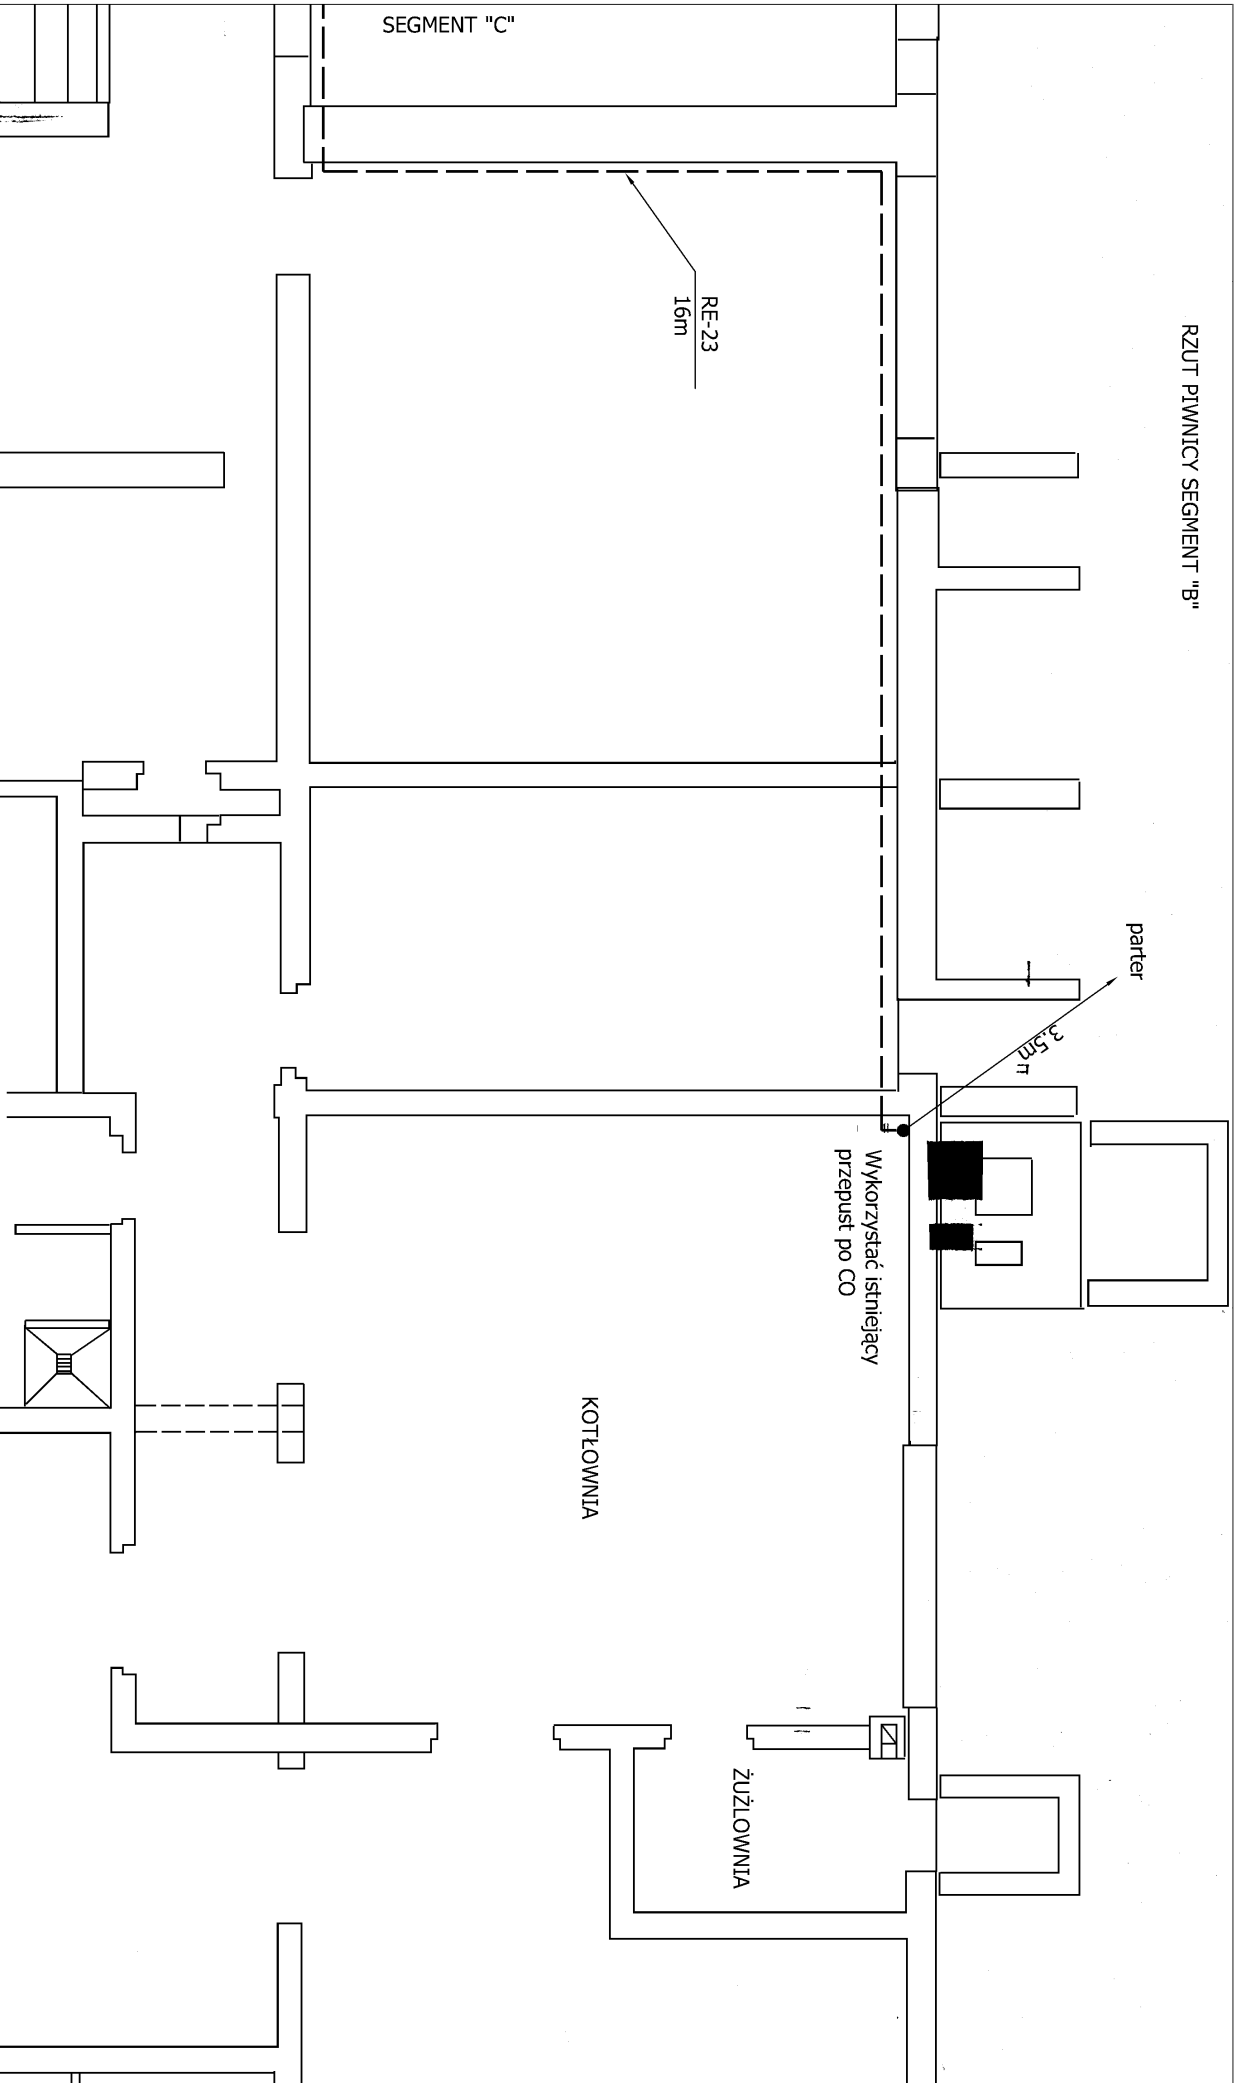 SEGMENT "C"
RZUT PIWNICY SEGMENT "B"
RE-23
16m
parter
3.5m
Wykorzystać istniejący
przepust po CO
KOTŁOWNIA
ŻUŻLOWNIA